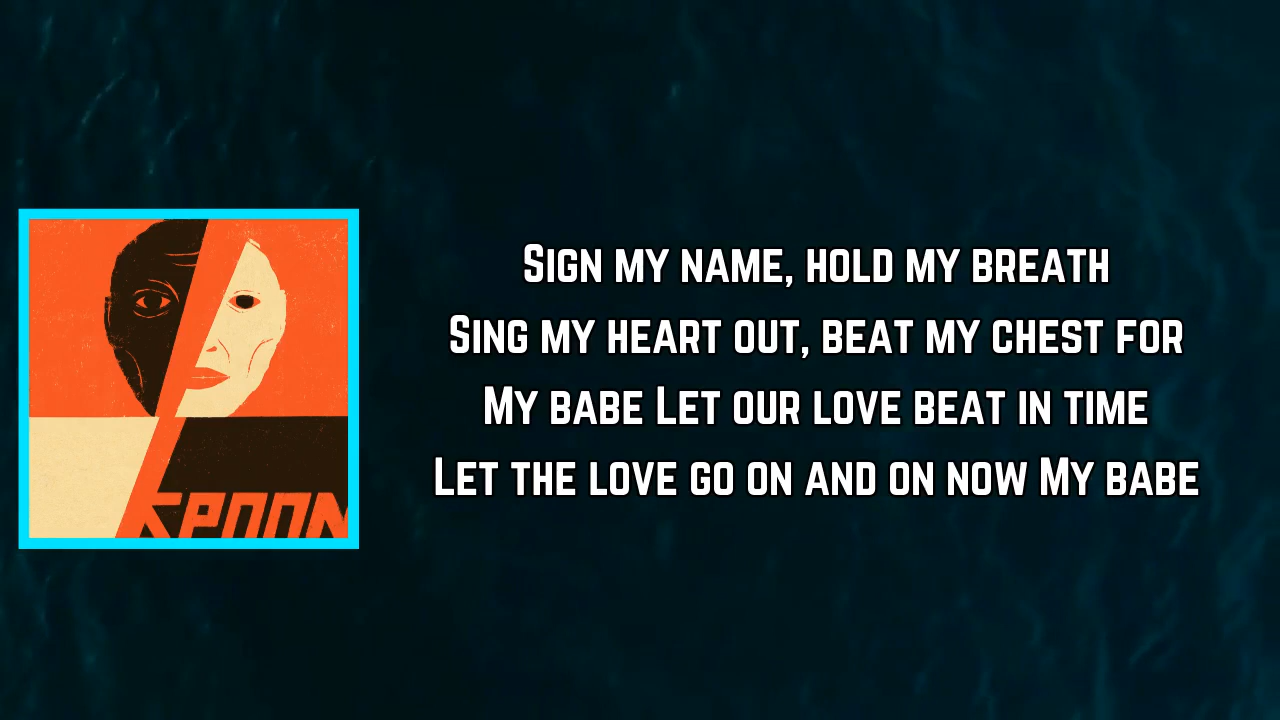 SPOON
Sign my name, hold my breath
Sing my heart out, beat my chest for
My babe Let our love beat in time
Let the love go on and on now My babe